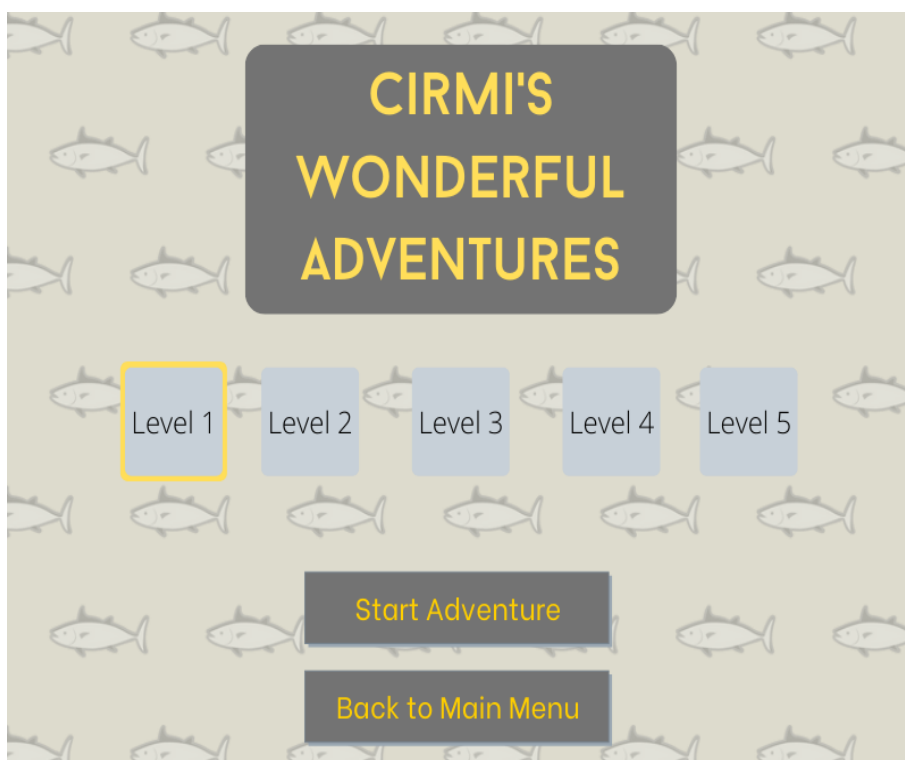 CIRMI'S
WONDERFUL
ADVENTURES
Level 1 Level 2 Level 3 Level 4 Level 5
Start Adventure
Back to Main Menu